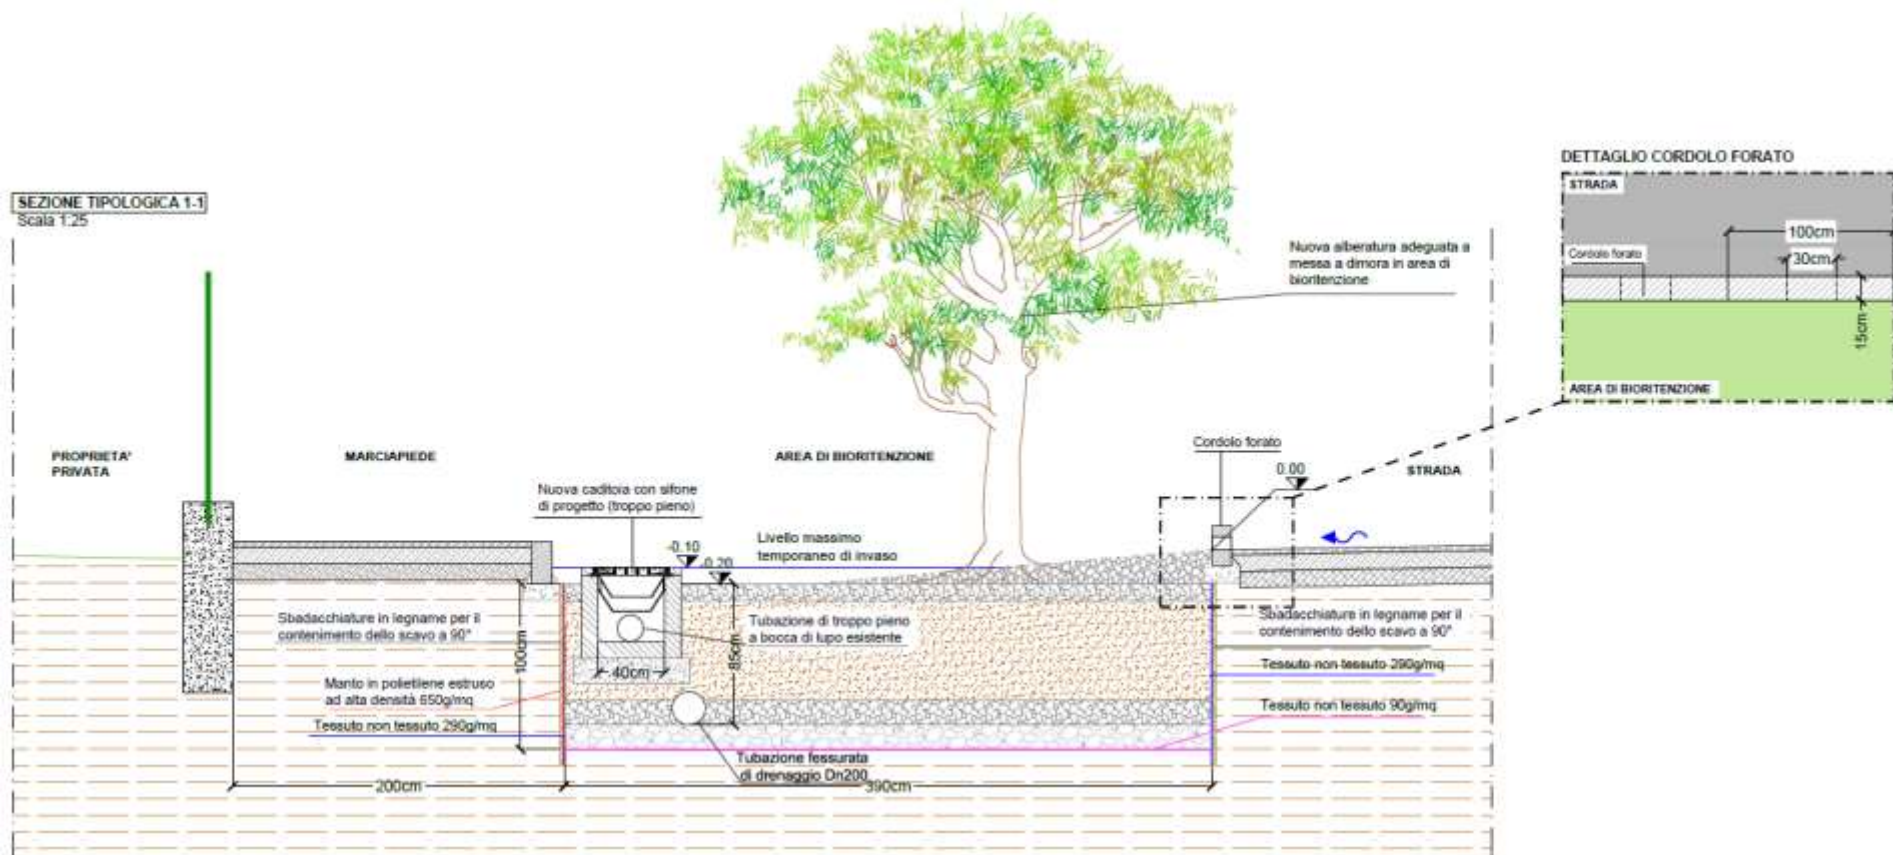 SEZIONE TIPOLOGICA 1-1
Scala 1:25
DETTAGLIO CORDOLO FORATO
STRADA
100cm
Cordolo forato
30cm
15cm
AREA DI BIORITENZIONE
Nuova alberatura adeguata a
messa a dimora in area di
bioritenzione
PROPRIETA'
PRIVATA
MARCIAPIEDE
AREA DI BIORITENZIONE
Cordolo forato
0.00
STRADA
Nuova caditoia con sifone
di progetto (troppo pieno)
Livello massimo
temporaneo di invaso
-0.10
-0.20
Sbadacchiature in legname per il
contenimento dello scavo a 90°
100cm
Tubazione di troppo pieno
a bocca di lupo esistente
85cm
40cm
Sbadacchiature in legname per il
contenimento dello scavo a 90°
Manto in polietilene estruso
ad alta densità 650g/mq
Tessuto non tessuto 290g/mq
Tessuto non tessuto 290g/mq
Tessuto non tessuto 90g/mq
Tubazione fessurata
di drenaggio Dn200
200cm
390cm